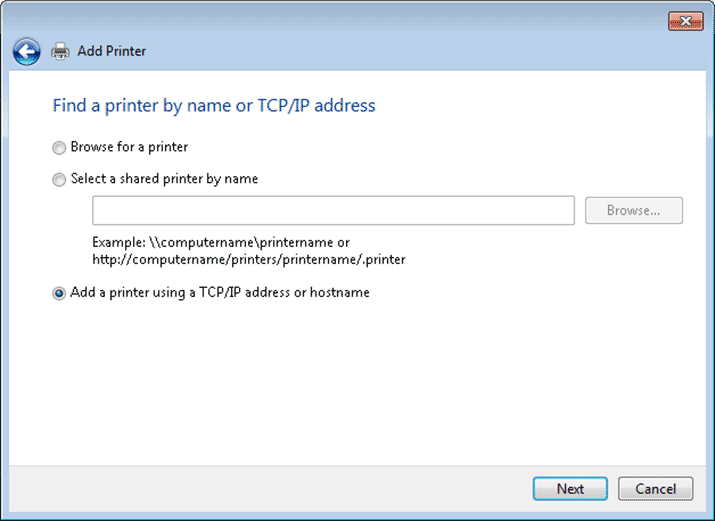 Add Printer
Find a printer by name or TCP/IP address
Browse for a printer
Select a shared printer by name
Browse...
Example: \\computername\printername or
http://computername/printers/printername/.printer
Add a printer using a TCP/IP address or hostname
Next
Cancel